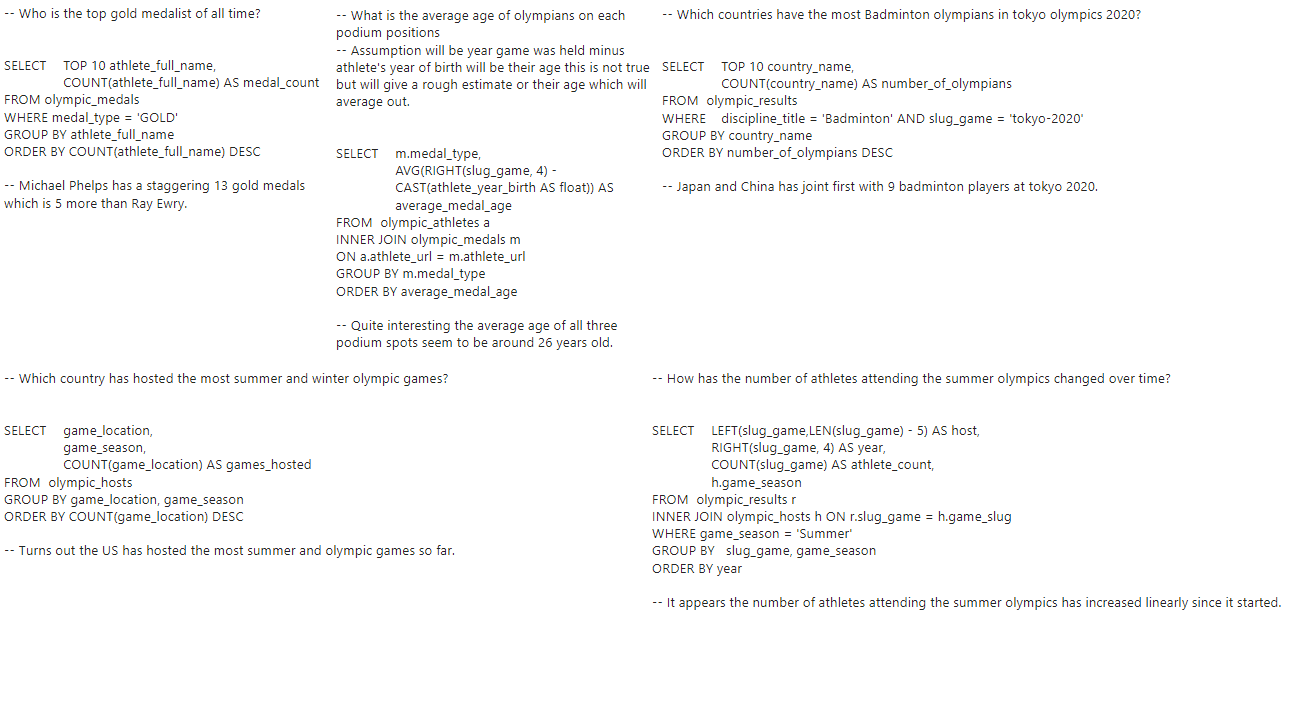 -- Who is the top gold medalist of all time?
SELECT TOP 10 athlete_full_name,
COUNT(athlete_full_name) AS medal_count
FROM olympic_medals
WHERE medal_type = 'GOLD'
GROUP BY athlete_full_name
ORDER BY COUNT(athlete_full_name) DESC
-- Michael Phelps has a staggering 13 gold medals
which is 5 more than Ray Ewry.
-- What is the average age of olympians on each
podium positions
-- Assumption will be year game was held minus
athlete's year of birth will be their age this is not true
but will give a rough estimate or their age which will
average out.
SELECT m.medal_type,
AVG(RIGHT(slug_game, 4) -
CAST(athlete_year_birth AS float)) AS
average_medal_age
FROM olympic_athletes a
INNER JOIN olympic_medals m
ON a.athlete_url = m.athlete_url
GROUP BY m.medal_type
ORDER BY average_medal_age
-- Quite interesting the average age of all three
podium spots seem to be around 26 years old.
-- Which countries have the most Badminton olympians in tokyo olympics 2020?
SELECT TOP 10 country_name,
COUNT(country_name) AS number_of_olympians
FROM olympic_results
WHERE discipline_title = 'Badminton' AND slug_game = 'tokyo-2020'
GROUP BY country_name
ORDER BY number_of_olympians DESC
-- Japan and China has joint first with 9 badminton players at tokyo 2020.
-- Which country has hosted the most summer and winter olympic games?
SELECT game_location,
game_season,
COUNT(game_location) AS games_hosted
FROM olympic_hosts
GROUP BY game_location, game_season
ORDER BY COUNT(game_location) DESC
-- Turns out the US has hosted the most summer and olympic games so far.
-- How has the number of athletes attending the summer olympics changed over time?
SELECT LEFT(slug_game,LEN(slug_game) - 5) AS host,
RIGHT(slug_game, 4) AS year,
COUNT(slug_game) AS athlete_count,
h.game_season
FROM olympic_results r
INNER JOIN olympic_hosts h ON r.slug_game = h.game_slug
WHERE game_season = 'Summer'
GROUP BY slug_game, game_season
ORDER BY year
-- It appears the number of athletes attending the summer olympics has increased linearly since it started.